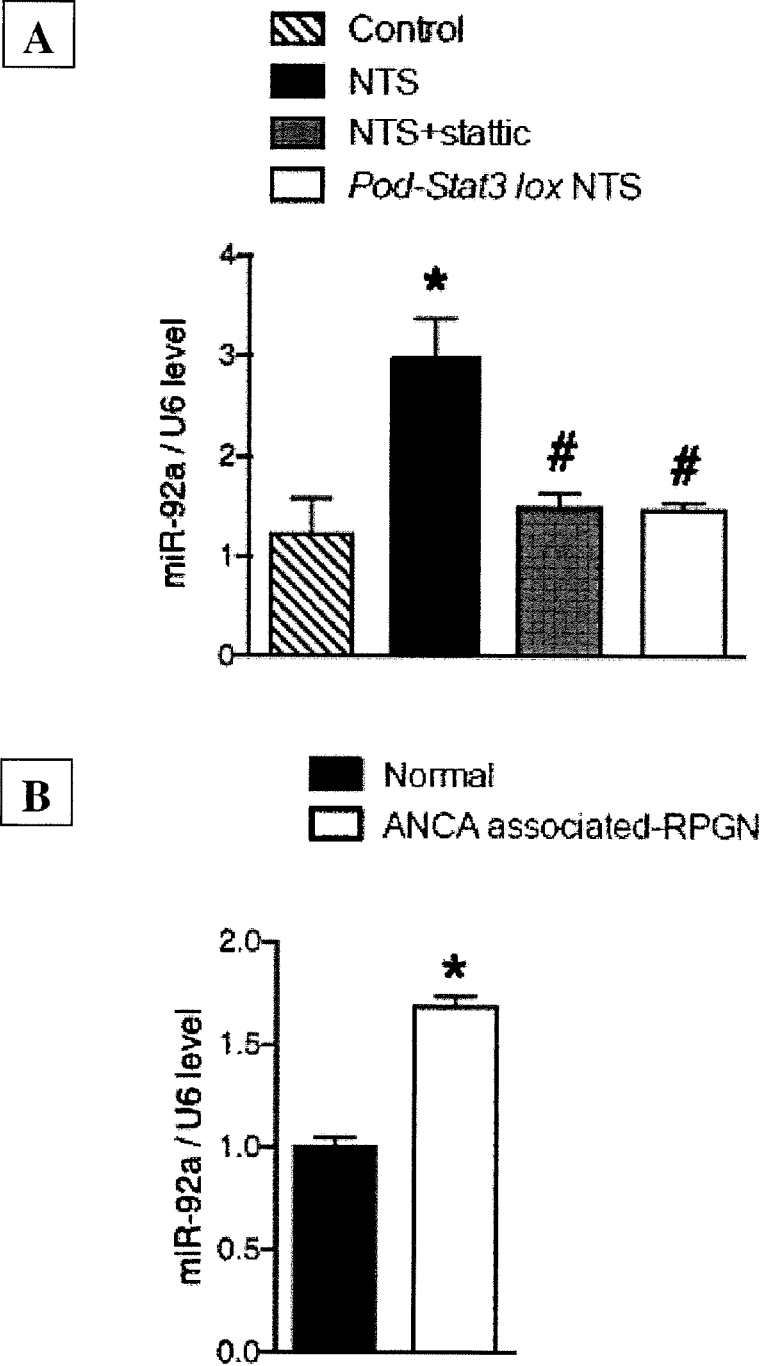 A
Control
NTS
NTS+stattic
Pod-Stat3 lox NTS
miR-92a / U6 level
4
3
2
1
0
*
#
#
B
Normal
ANCA associated-RPGN
miR-92a / U6 level
2.0
1.5
1.0
0.5
0.0
*